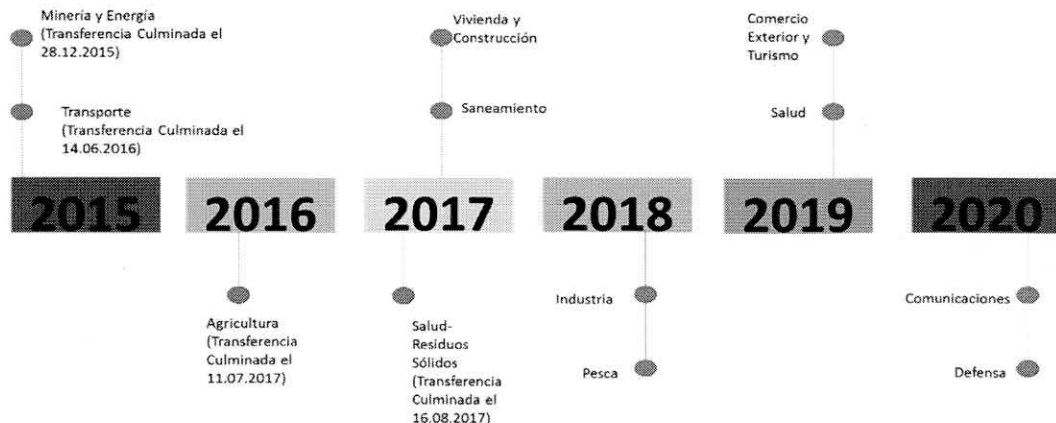 Minería y Energía
(Transferencia Culminada el
28.12.2015)
Transporte
(Transferencia Culminada el
14.06.2016)
Vivienda y
Construcción
Saneamiento
Comercio
Exterior y
Turismo
Salud
2015
2016
2017
2018
2019
2020
Agricultura
(Transferencia
Culminada el
11.07.2017)
Salud-
Residuos
Sólidos
(Transferencia
Culminada el
16.08.2017)
Industria
Pesca
Comunicaciones
Defensa